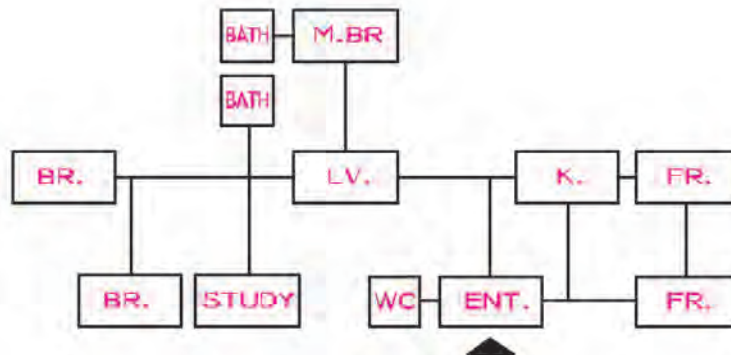 BATH M.BR
BATH
BR. LV. K. FR.
BR. STUDY WC ENT. FR.